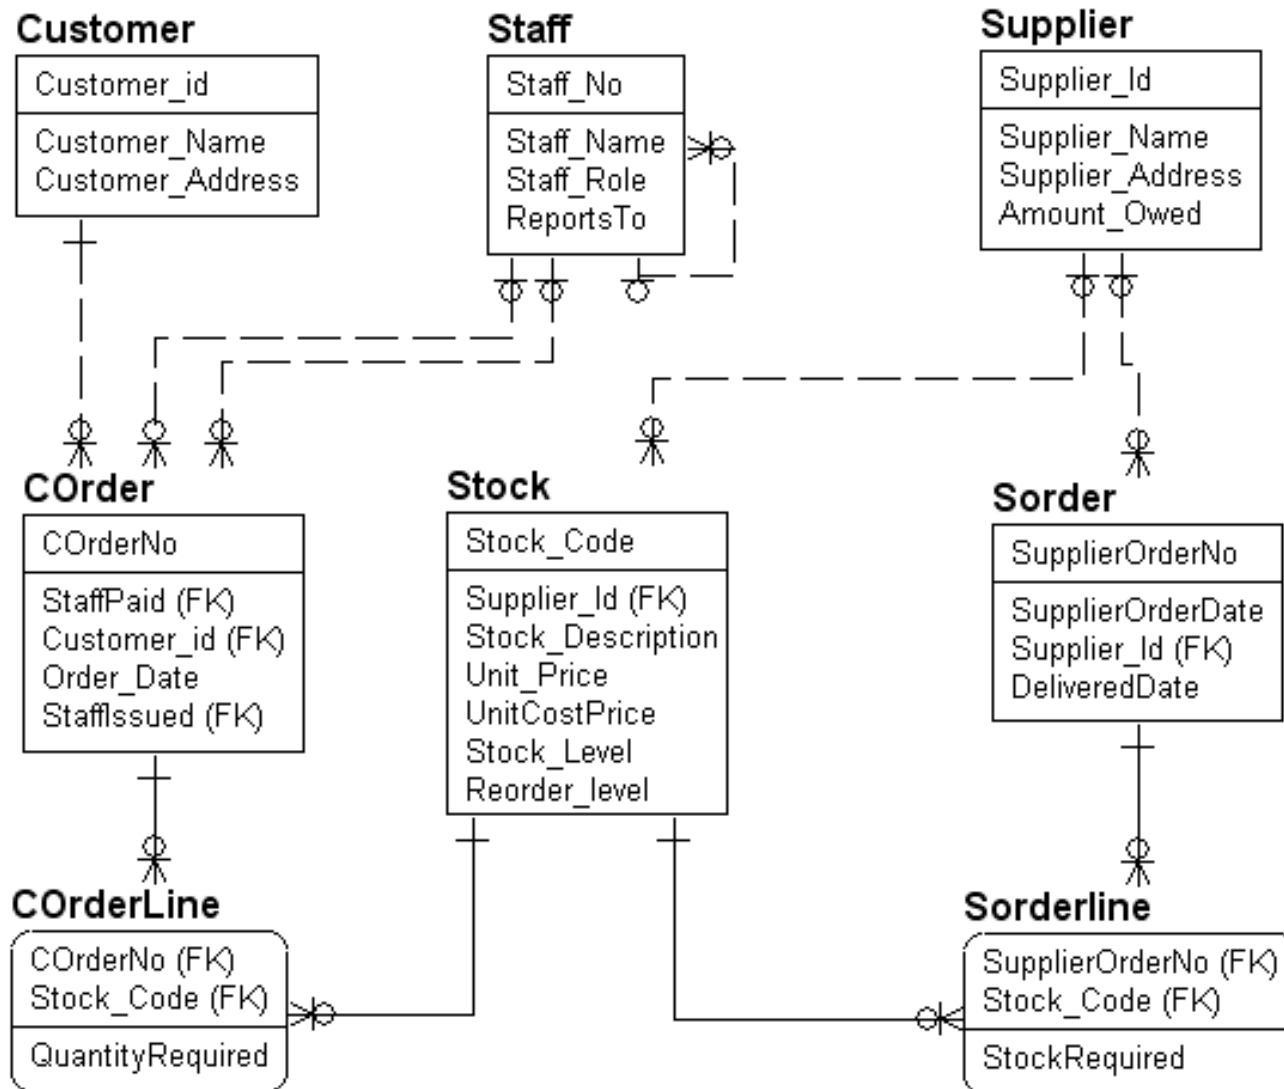 Customer
Customer_id
Customer_Name
Customer_Address
Staff
Staff_No
Staff_Name
Staff_Role
ReportsTo
Supplier
Supplier_Id
Supplier_Name
Supplier_Address
Amount_Owed
COrder
COrderNo
StaffPaid (FK)
Customer_id (FK)
Order_Date
StaffIssued (FK)
Stock
Stock_Code
Supplier_Id (FK)
Stock_Description
Unit_Price
UnitCostPrice
Stock_Level
Reorder_level
Sorder
SupplierOrderNo
SupplierOrderDate
Supplier_Id (FK)
DeliveredDate
COrderLine
COrderNo (FK)
Stock_Code (FK)
QuantityRequired
Sorderline
SupplierOrderNo (FK)
Stock_Code (FK)
StockRequired